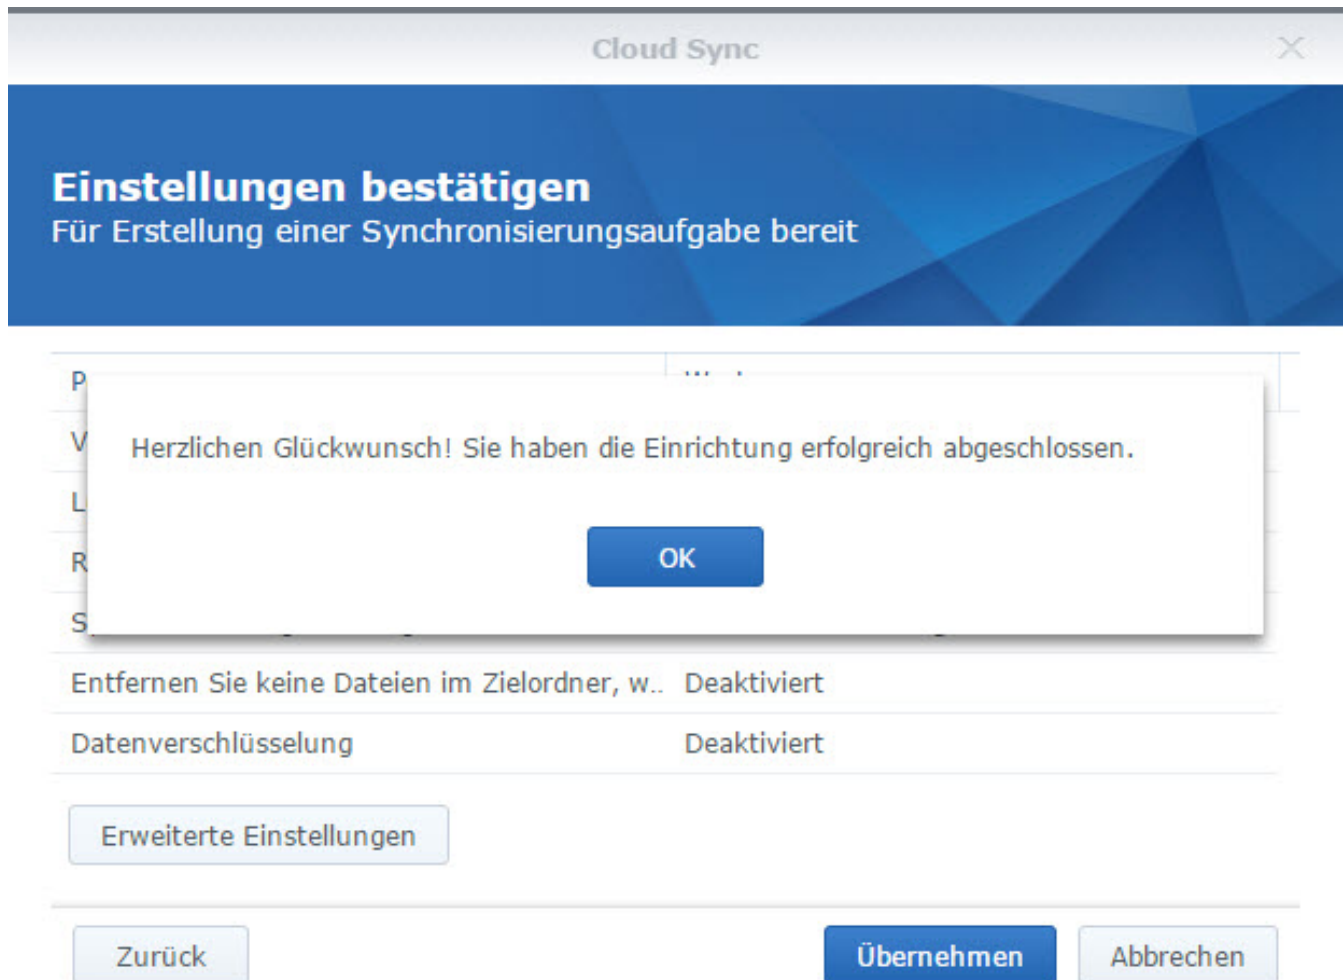 Cloud Sync
Einstellungen bestätigen
Für Erstellung einer Synchronisierungsaufgabe bereit
Herzlichen Glückwunsch! Sie haben die Einrichtung erfolgreich abgeschlossen.
OK
Entfernen Sie keine Dateien im Zielordner, w.. Deaktiviert
Datenverschlüsselung Deaktiviert
Erweiterte Einstellungen
Zurück Übernehmen Abbrechen